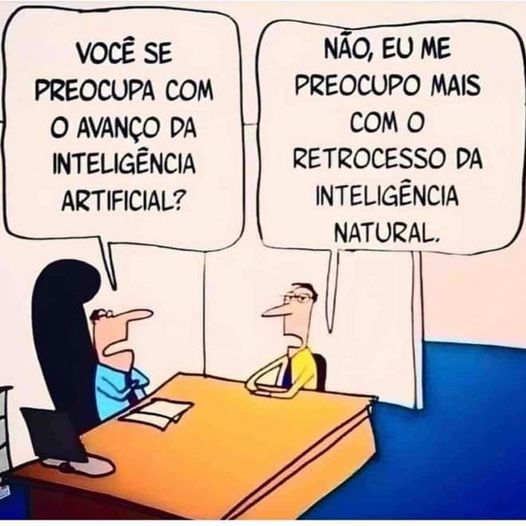 VOCÊ SE
PREOCUPA COM
O AVANÇO DA
INTELIGÊNCIA
ARTIFICIAL?
NÃO, EU ME
PREOCUPO MAIS
COM O
RETROCESSO DA
INTELIGÊNCIA
NATURAL.